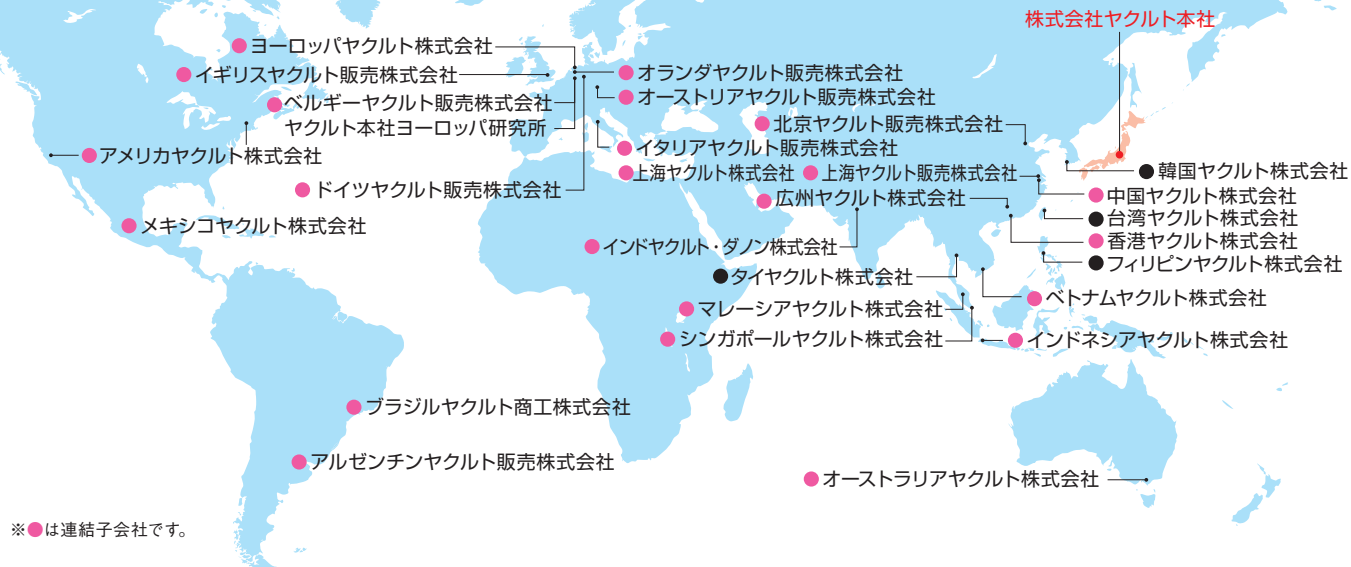 株式会社ヤクルト本社
●ヨーロッパヤクルト株式会社
●イギリスヤクルト販売株式会社
●オランダヤクルト販売株式会社
●ベルギーヤクルト販売株式会社
●オーストリアヤクルト販売株式会社
ヤクルト本社ヨーロッパ研究所
●北京ヤクルト販売株式会社
●アメリカヤクルト株式会社
●イタリアヤクルト販売株式会社
●上海ヤクルト株式会社 ●上海ヤクルト販売株式会社
●韓国ヤクルト株式会社
●ドイツヤクルト販売株式会社
●広州ヤクルト株式会社
●中国ヤクルト株式会社
●台湾ヤクルト株式会社
●メキシコヤクルト株式会社
●インドヤクルト・ダノン株式会社
●香港ヤクルト株式会社
●フィリピンヤクルト株式会社
●タイヤクルト株式会社
●ベトナムヤクルト株式会社
●マレーシアヤクルト株式会社
●シンガポールヤクルト株式会社
●インドネシアヤクルト株式会社
●ブラジルヤクルト商工株式会社
●アルゼンチンヤクルト販売株式会社
●オーストラリアヤクルト株式会社
※●は連結子会社です。